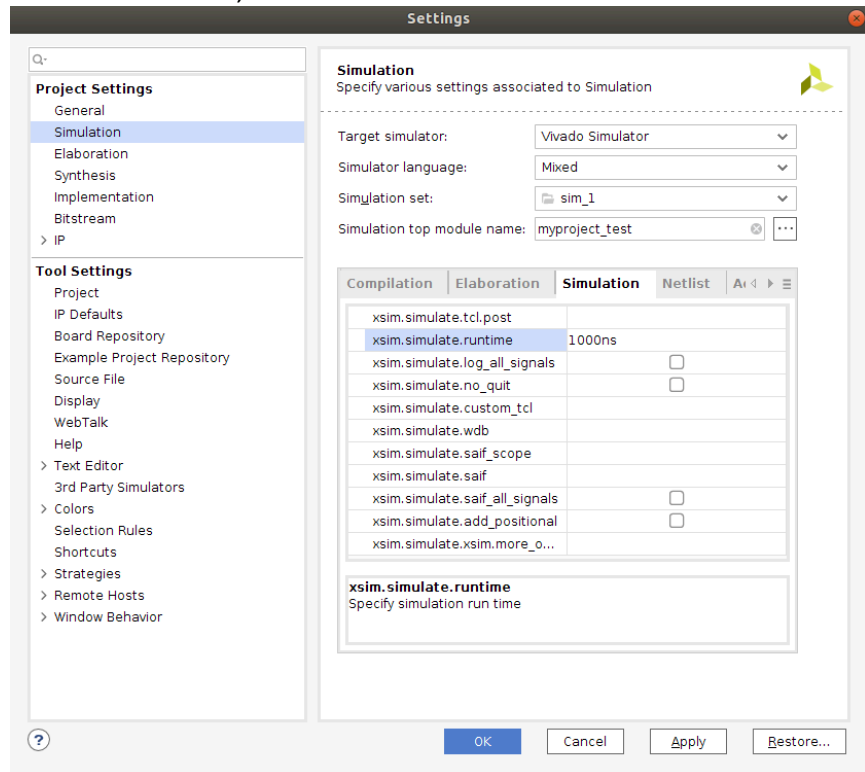 Settings
Q-
Project Settings
General
Simulation
Elaboration
Synthesis
Implementation
Bitstream
> IP
Tool Settings
Project
IP Defaults
Board Repository
Example Project Repository
Source File
Display
WebTalk
Help
> Text Editor
3rd Party Simulators
> Colors
Selection Rules
Shortcuts
> Strategies
> Remote Hosts
> Window Behavior
Simulation
Specify various settings associated to Simulation
Target simulator: Vivado Simulator
Simulator language: Mixed
Simulation set: sim_1
Simulation top module name: myproject_test ...
Compilation Elaboration Simulation Netlist
xsim.simulate.tcl.post
xsim.simulate.runtime 1000ns
xsim.simulate.log_all_signals
xsim.simulate.no_quit
xsim.simulate.custom_tcl
xsim.simulate.wdb
xsim.simulate.saif_scope
xsim.simulate.saif
xsim.simulate.saif_all_signals
xsim.simulate.add_positional
xsim.simulate.xsim.more_o...
xsim.simulate.runtime
Specify simulation run time
? OK Cancel Apply Restore...